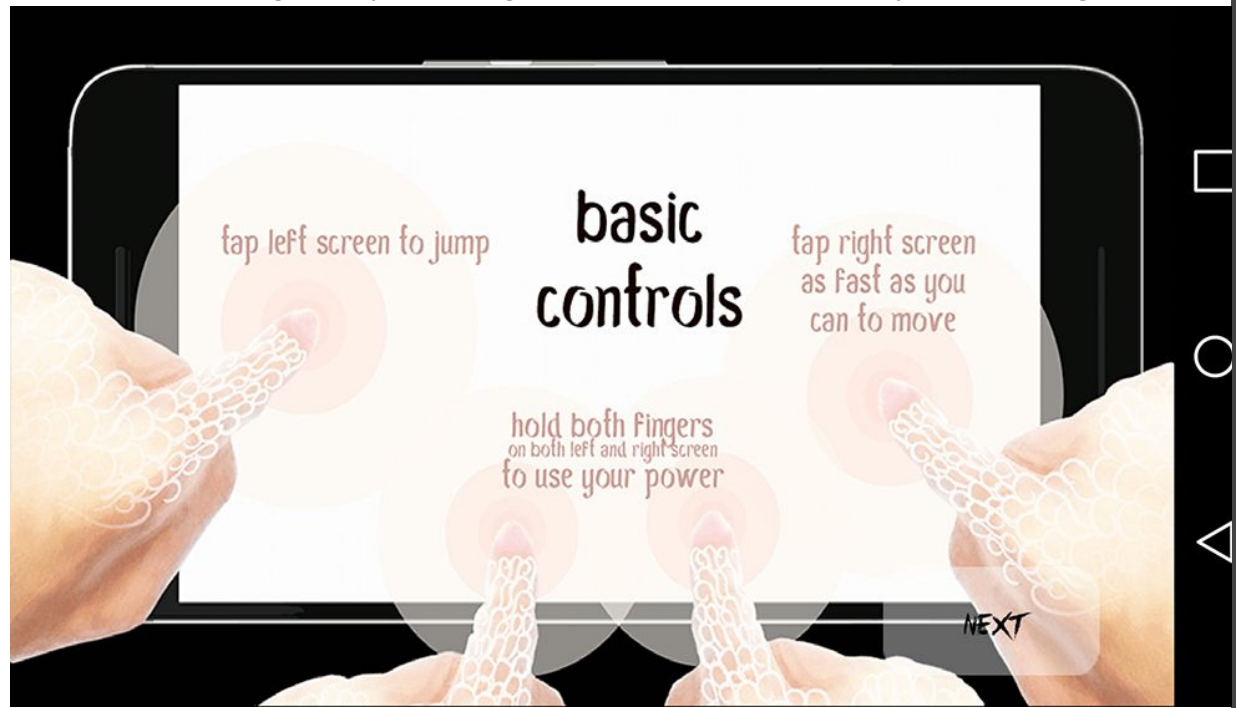 basic
controls
tap left screen to jump
tap right screen
as fast as you
can to move
hold both fingers
on both left and right screen
to use your power
NEXT